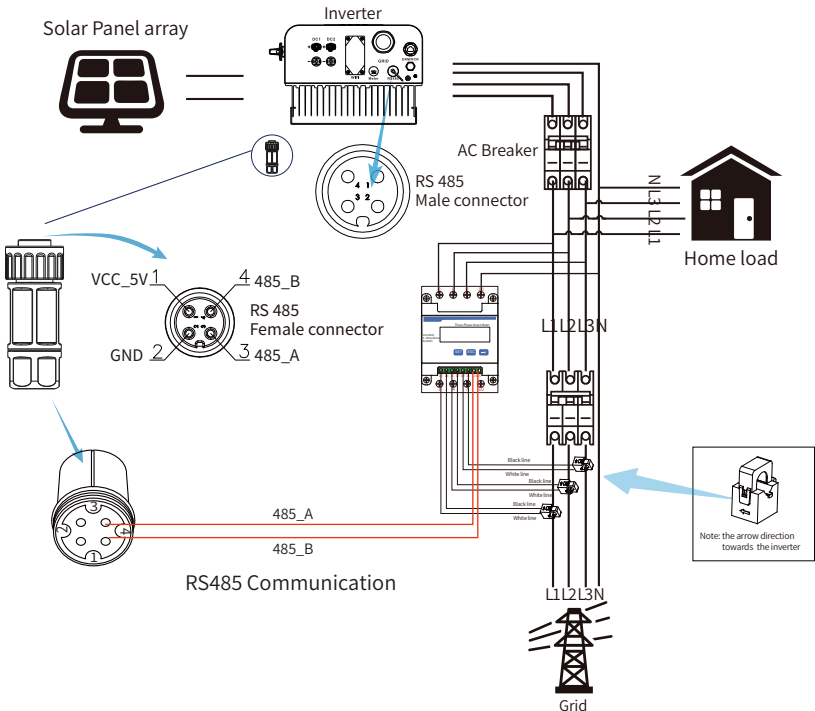 Inverter
Solar Panel array
DC1 DC2
GRID
WIFI
Meter
AC Breaker
RS 485
Male connector
4 1
3 2
N
L3
L2
L1
Home load
VCC_5V 1
4 485_B
RS 485
Female connector
GND 2
3 485_A
L1L2L3N
Black line
White line
Black line
White line
Black line
White line
Note: the arrow direction
towards the inverter
3
2
4
1
485_A
485_B
RS485 Communication
L1L2L3N
Grid